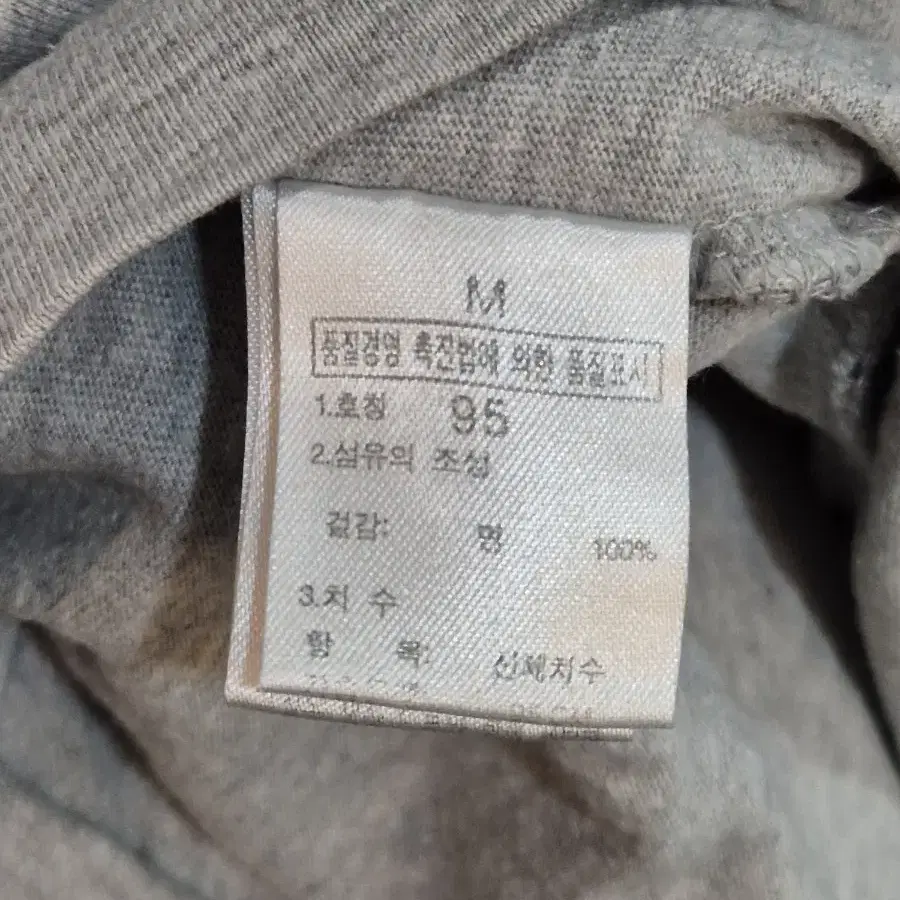 M
품질경영 촉진법에 의한 품질표시
1.호칭 95
2.섬유의 조성
겉감: 면 100%
3.치 수
항 목: 신체치수